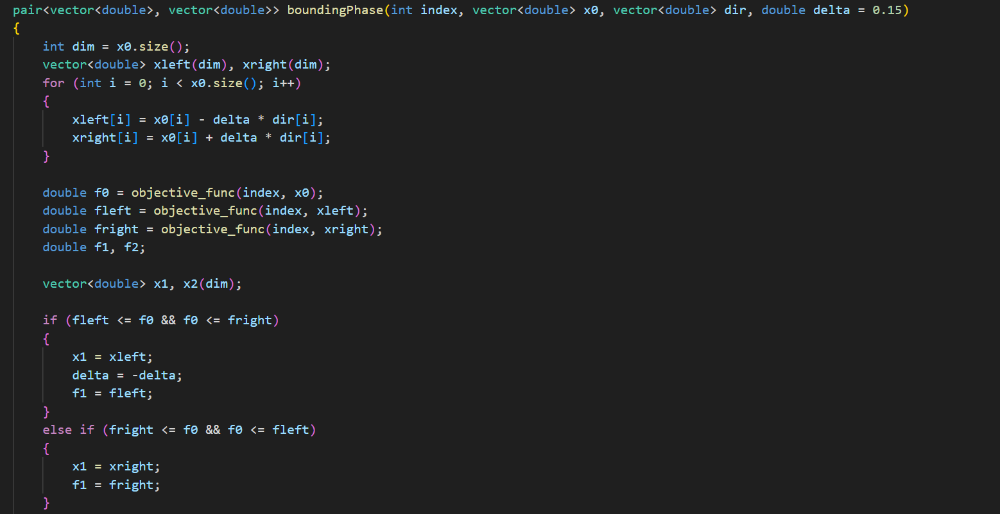 pair<vector<double>, vector<double>> boundingPhase(int index, vector<double> x0, vector<double> dir, double delta = 0.15)
{
    int dim = x0.size();
    vector<double> xleft(dim), xright(dim);
    for (int i = 0; i < x0.size(); i++)
    {
        xleft[i] = x0[i] - delta * dir[i];
        xright[i] = x0[i] + delta * dir[i];
    }

    double f0 = objective_func(index, x0);
    double fleft = objective_func(index, xleft);
    double fright = objective_func(index, xright);
    double f1, f2;

    vector<double> x1, x2(dim);

    if (fleft <= f0 && f0 <= fright)
    {
        x1 = xleft;
        delta = -delta;
        f1 = fleft;
    }
    else if (fright <= f0 && f0 <= fleft)
    {
        x1 = xright;
        f1 = fright;
    }